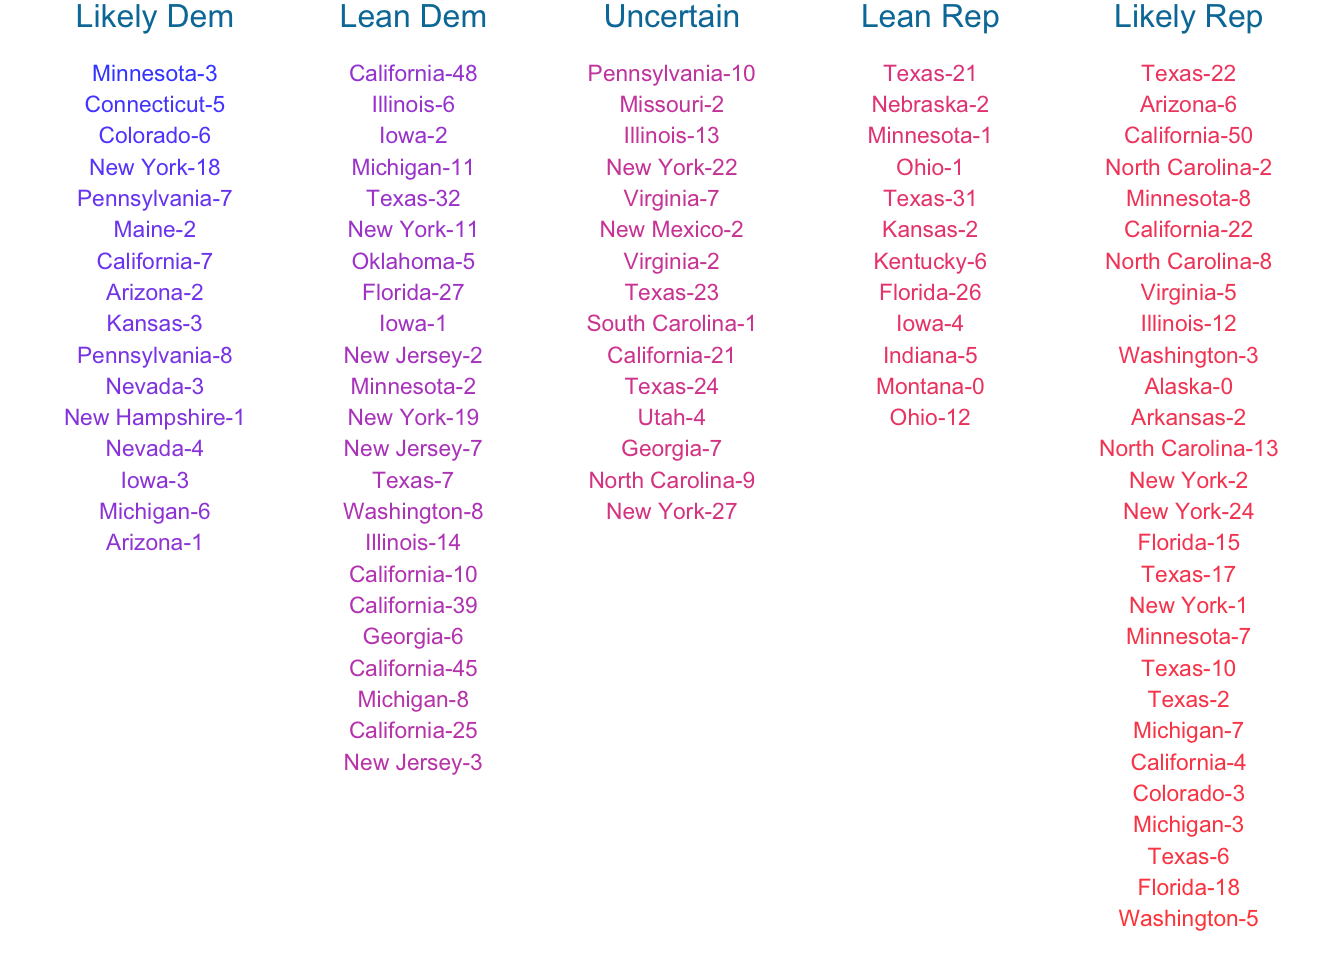 Likely Dem
Minnesota-3
Connecticut-5
Colorado-6
New York-18
Pennsylvania-7
Maine-2
California-7
Arizona-2
Kansas-3
Pennsylvania-8
Nevada-3
New Hampshire-1
Nevada-4
Iowa-3
Michigan-6
Arizona-1
Lean Dem
California-48
Illinois-6
Iowa-2
Michigan-11
Texas-32
New York-11
Oklahoma-5
Florida-27
Iowa-1
New Jersey-2
Minnesota-2
New York-19
New Jersey-7
Texas-7
Washington-8
Illinois-14
California-10
California-39
Georgia-6
California-45
Michigan-8
California-25
New Jersey-3
Uncertain
Pennsylvania-10
Missouri-2
Illinois-13
New York-22
Virginia-7
New Mexico-2
Virginia-2
Texas-23
South Carolina-1
California-21
Texas-24
Utah-4
Georgia-7
North Carolina-9
New York-27
Lean Rep
Texas-21
Nebraska-2
Minnesota-1
Ohio-1
Texas-31
Kansas-2
Kentucky-6
Florida-26
Iowa-4
Indiana-5
Montana-0
Ohio-12
Likely Rep
Texas-22
Arizona-6
California-50
North Carolina-2
Minnesota-8
California-22
North Carolina-8
Virginia-5
Illinois-12
Washington-3
Alaska-0
Arkansas-2
North Carolina-13
New York-2
New York-24
Florida-15
Texas-17
New York-1
Minnesota-7
Texas-10
Texas-2
Michigan-7
California-4
Colorado-3
Michigan-3
Texas-6
Florida-18
Washington-5